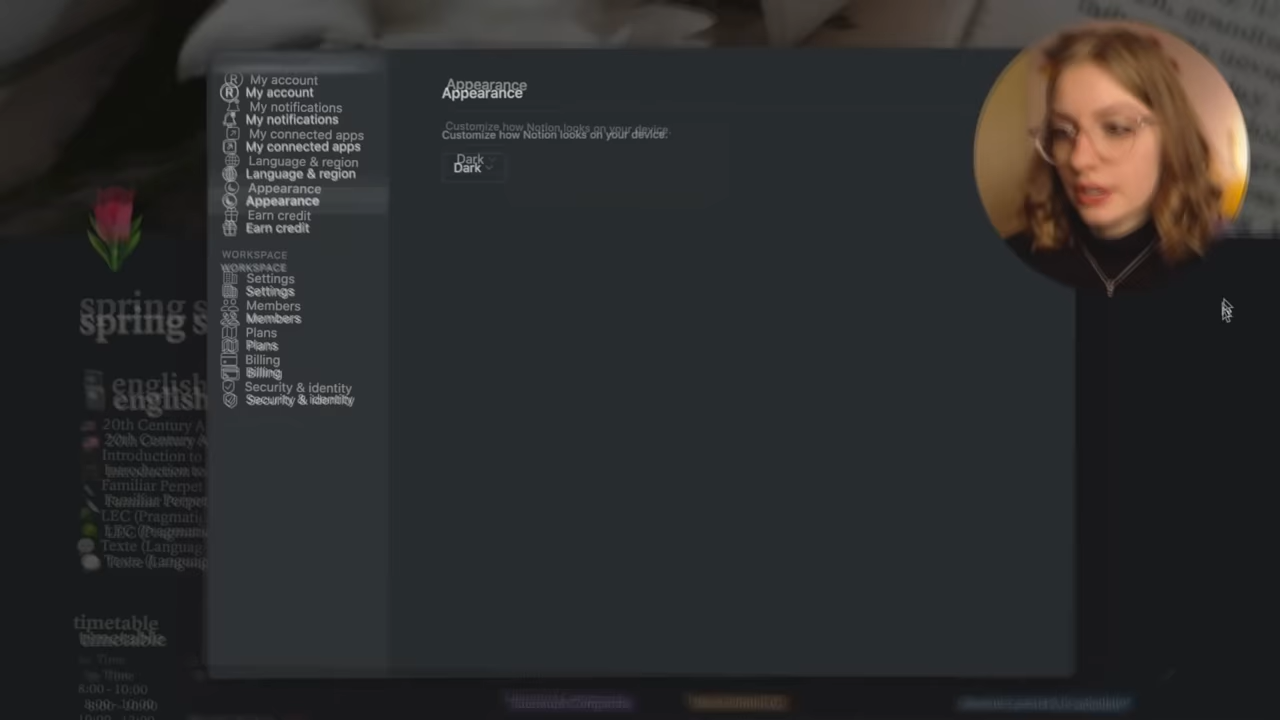 My account
My notifications
My connected apps
Language & region
Appearance
Earn credit
WORKSPACE
Settings
Members
Plans
Billing
Security & identity
Appearance
Customize how Notion looks on your device.
Dark
spring s
english
20th Century A
Introduction to
Familiar Perpet
LEC (Pragmati
Texte (Languag
timetable
Time
8:00 - 10:00